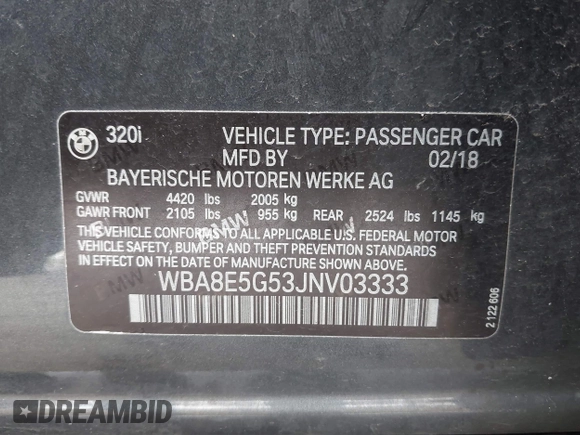 BMW
320i VEHICLE TYPE: PASSENGER CAR
MFD BY 02/18
BAYERISCHE MOTOREN WERKE AG
GVWR 4420 lbs 2005 kg
GAWR FRONT 2105 lbs 955 kg REAR 2524 lbs 1145 kg
THIS VEHICLE CONFORMS TO ALL APPLICABLE U.S. FEDERAL MOTOR
VEHICLE SAFETY, BUMPER AND THEFT PREVENTION STANDARDS
IN EFFECT ON THE DATE OF MANUFACTURE SHOWN ABOVE.
WBA8E5G53JNV03333
2 122 606
DREAMBID